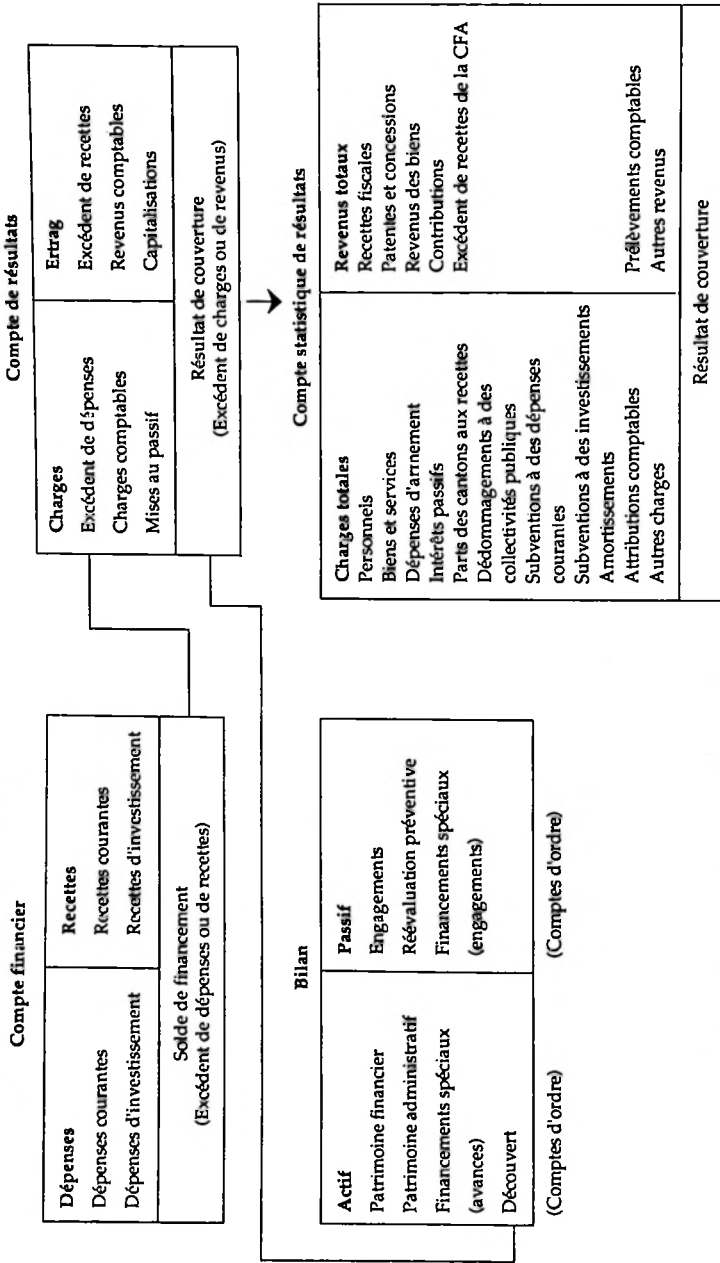 Compte financier
Dépenses
Dépenses courantes
Dépenses d'investissement
Recettes
Recettes courantes
Recettes d'investissement
Solde de financement
(Excédent de dépenses ou de recettes)
Compte de résultats
Charges
Excédent de dépenses
Charges comptables
Mises au passif
Ertrag
Excédent de recettes
Revenus comptables
Capitalisations
Résultat de couverture
(Excédent de charges ou de revenus)
Bilan
Actif
Patrimoine financier
Patrimoine administratif
Financements spéciaux
(avances)
Découvert
Passif
Engagements
Réévaluation préventive
Financements spéciaux
(engagements)
(Comptes d'ordre)
(Comptes d'ordre)
Compte statistique de résultats
Charges totales
Personnels
Biens et services
Dépenses d'armement
Intérêts passifs
Parts des cantons aux recettes
Dédommagements à des
collectivités publiques
Subventions à des dépenses
courantes
Subventions à des investissements
Amortissements
Attributions comptables
Autres charges
Revenus totaux
Recettes fiscales
Patentes et concessions
Revenus des biens
Contributions
Excédent de recettes de la CFA
Prélèvements comptables
Autres revenus
Résultat de couverture